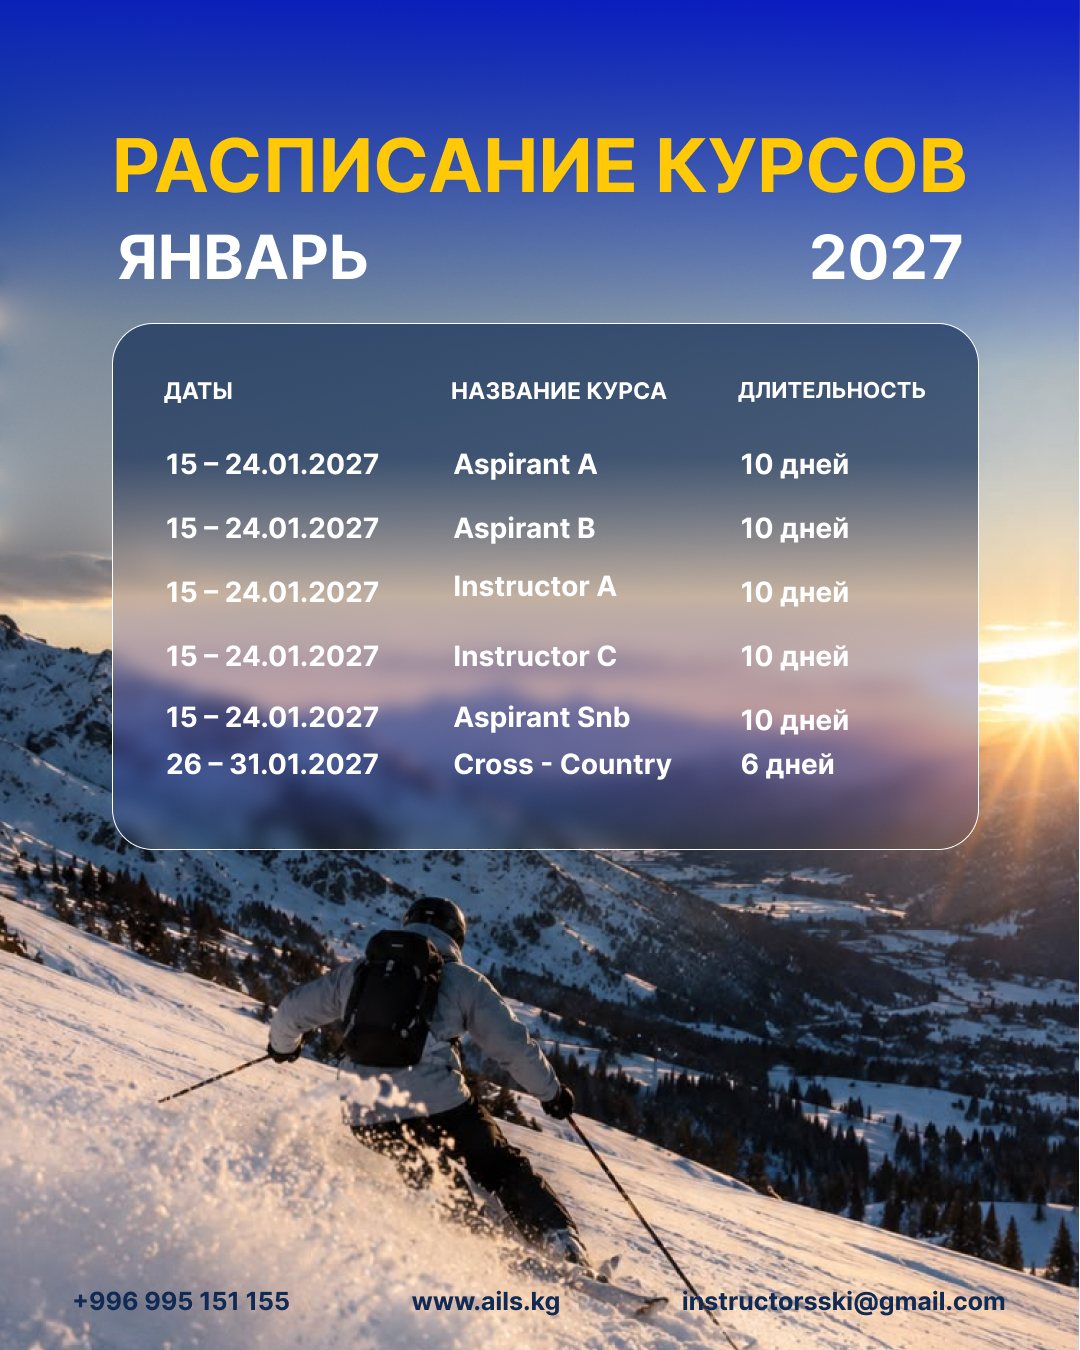 РАСПИСАНИЕ КУРСОВ
ЯНВАРЬ 2027
ДАТЫ НАЗВАНИЕ КУРСА ДЛИТЕЛЬНОСТЬ
15 – 24.01.2027 Aspirant A 10 дней
15 – 24.01.2027 Aspirant B 10 дней
15 – 24.01.2027 Instructor A 10 дней
15 – 24.01.2027 Instructor C 10 дней
15 – 24.01.2027 Aspirant Snb 10 дней
26 – 31.01.2027 Cross - Country 6 дней
+996 995 151 155 www.ails.kg instructorsski@gmail.com